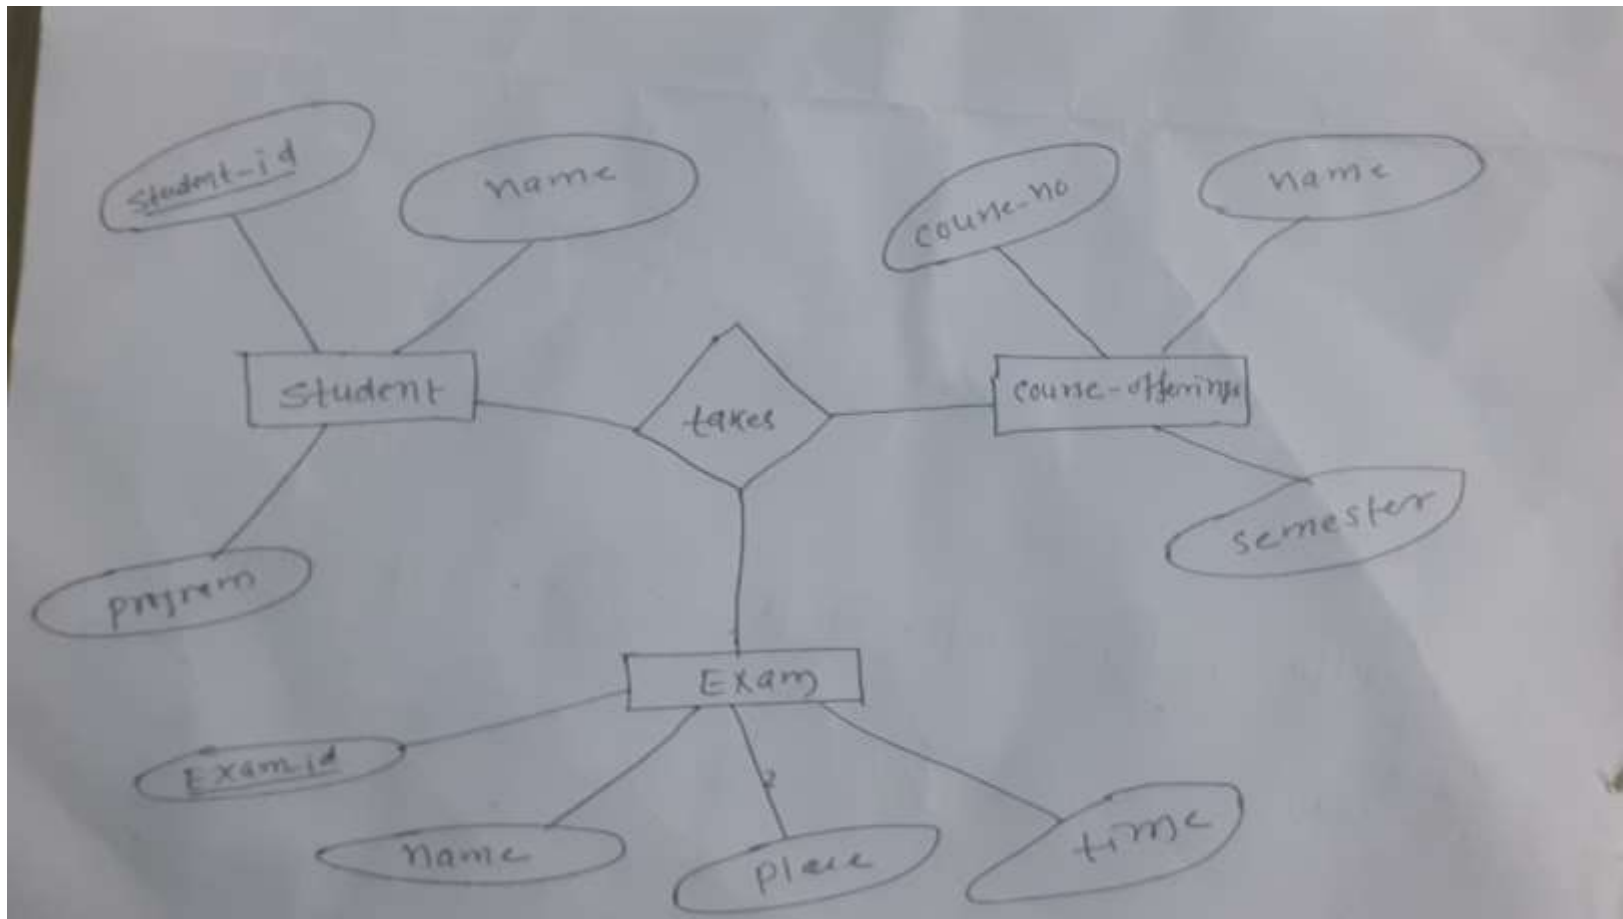 student-id
name
course-no
name
student
takes
course-offerings
semester
program
Exam
Exam-id
name
place
time